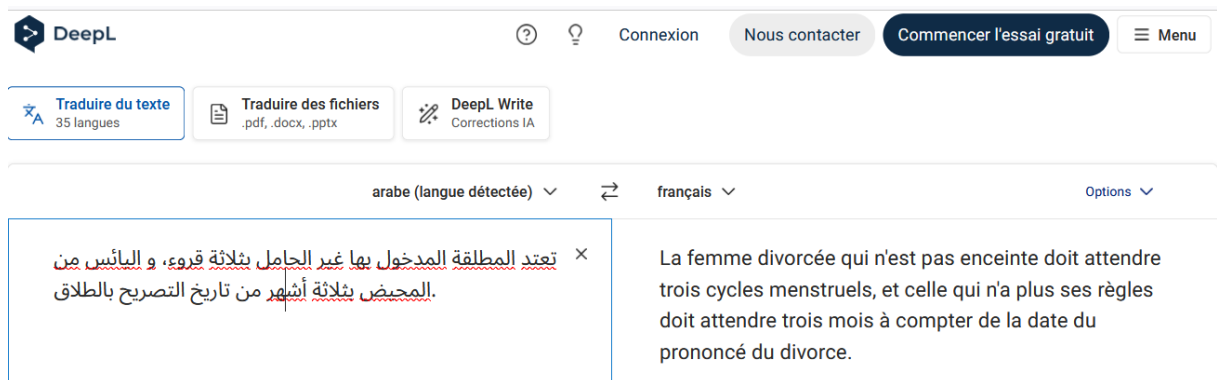 DeepL
Connexion
Nous contacter
Commencer l'essai gratuit
Menu
Traduire du texte
35 langues
Traduire des fichiers
.pdf, .docx, .pptx
DeepL Write
Corrections IA
arabe (langue détectée)
français
Options
تعتد المطلقة المدخول بها غير الحامل بثلاثة قروء، و اليائس من
المحيض بثلاثة أشهر من تاريخ التصريح بالطلاق.
La femme divorcée qui n'est pas enceinte doit attendre
trois cycles menstruels, et celle qui n'a plus ses règles
doit attendre trois mois à compter de la date du
prononcé du divorce.